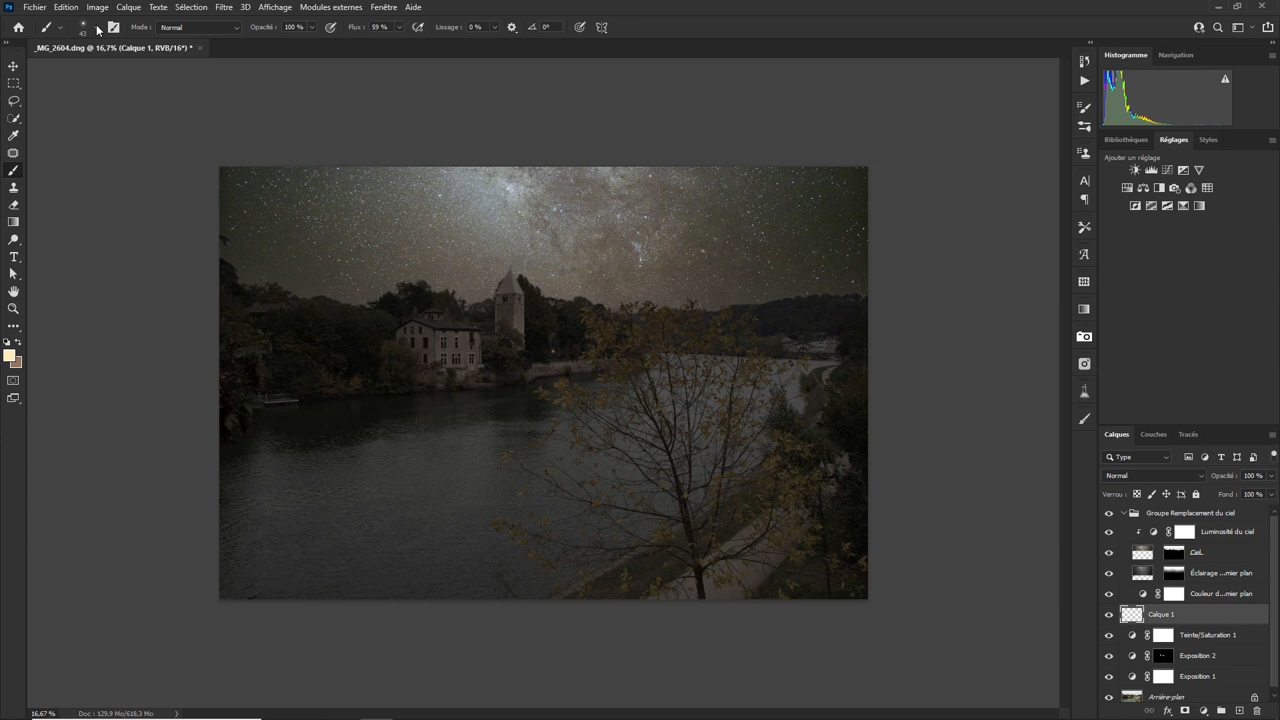 Ps Fichier Edition Image Calque Texte Sélection Filtre 3D Affichage Modules externes Fenêtre Aide
43 Mode : Normal Opacité : 100 % Flux : 59 % Lissage : 0 % 0°
_MG_2604.dng @ 16,7% (Calque 1, RVB/16*) * ×
Histogramme Navigation
Bibliothèques Réglages Styles
Ajouter un réglage
Calques Couches Tracés
Type
Normal Opacité : 100 %
Verrou : Fond : 100 %
Groupe Remplacement du ciel
Luminosité du ciel
Ciel
Éclairage ...mier plan
Couleur d...mier plan
Calque 1
Teinte/Saturation 1
Exposition 2
Exposition 1
Arrière-plan
16,67 % Doc : 129,9 Mo/618,3 Mo